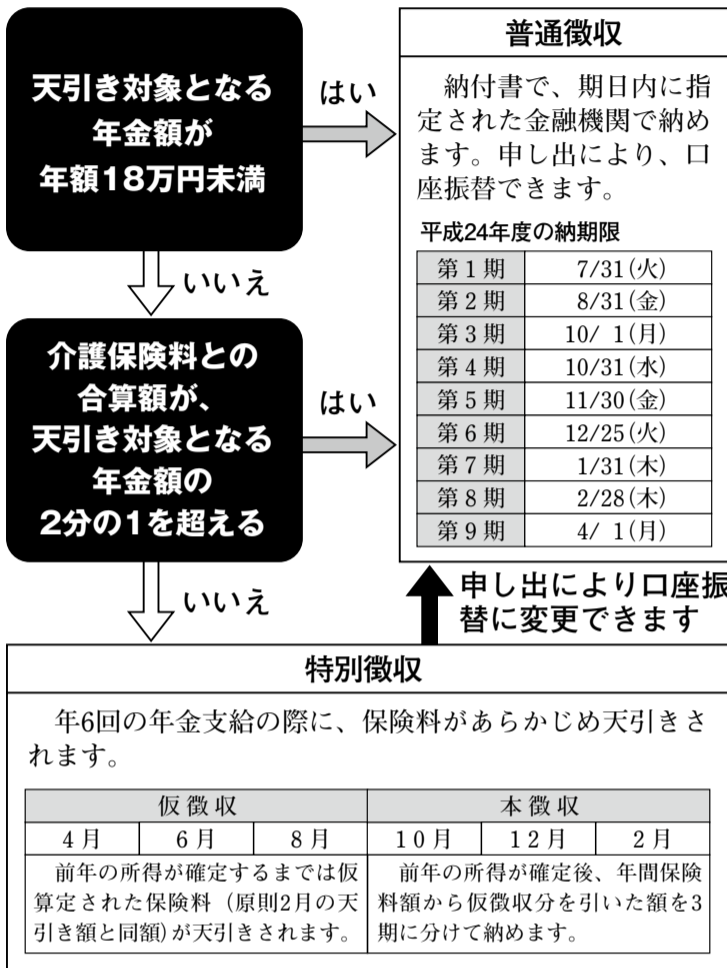 天引き対象となる
年金額が
年額18万円未満
はい
いいえ
介護保険料との
合算額が、
天引き対象となる
年金額の
2分の1を超える
はい
いいえ
普通徴収
納付書で、期日内に指
定された金融機関で納め
ます。申し出により、口
座振替できます。
平成24年度の納期限
第1期 7/31(火)
第2期 8/31(金)
第3期 10/ 1(月)
第4期 10/31(水)
第5期 11/30(金)
第6期 12/25(火)
第7期 1/31(木)
第8期 2/28(木)
第9期 4/ 1(月)
申し出により口座振
替に変更できます
特別徴収
年6回の年金支給の際に、保険料があらかじめ天引きさ
れます。
仮徴収 本徴収
4月 6月 8月 10月 12月 2月
前年の所得が確定するまでは仮
算定された保険料（原則2月の天
引き額と同額)が天引きされます。
前年の所得が確定後、年間保険
料額から仮徴収分を引いた額を3
期に分けて納めます。